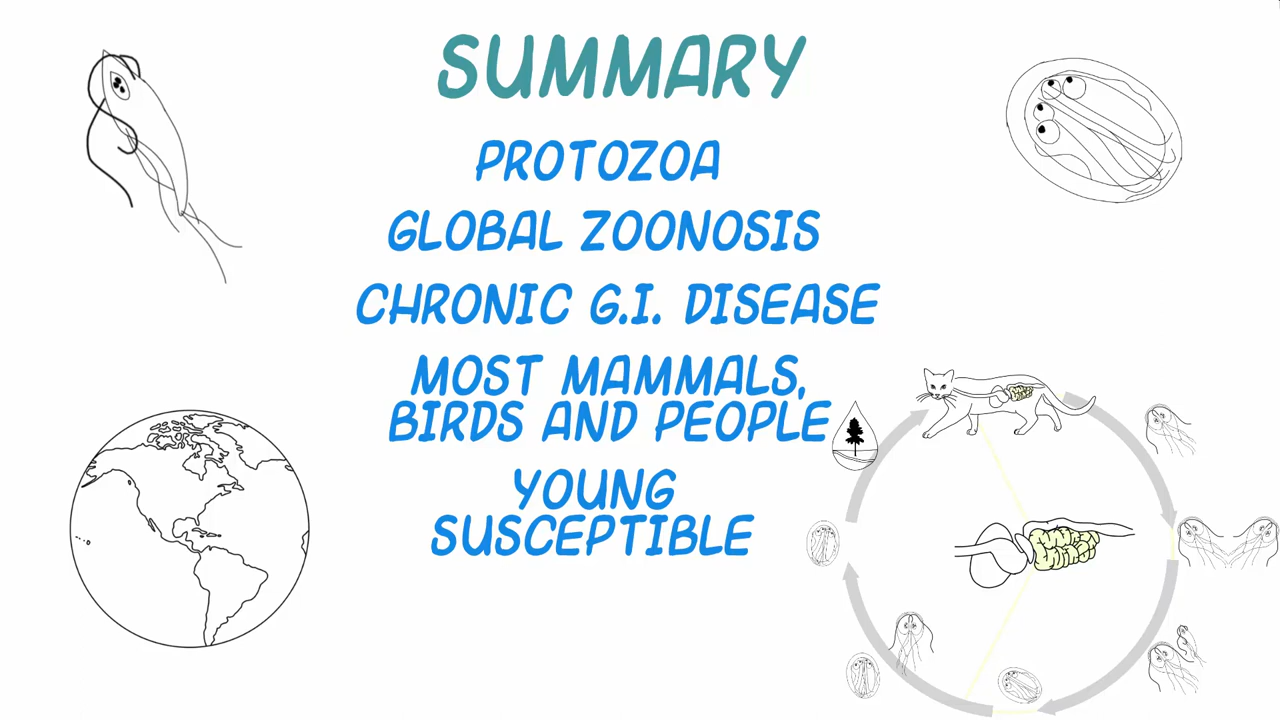 SUMMARY
PROTOZOA
GLOBAL ZOONOSIS
CHRONIC G.I. DISEASE
MOST MAMMALS,
BIRDS AND PEOPLE
YOUNG
SUSCEPTIBLE